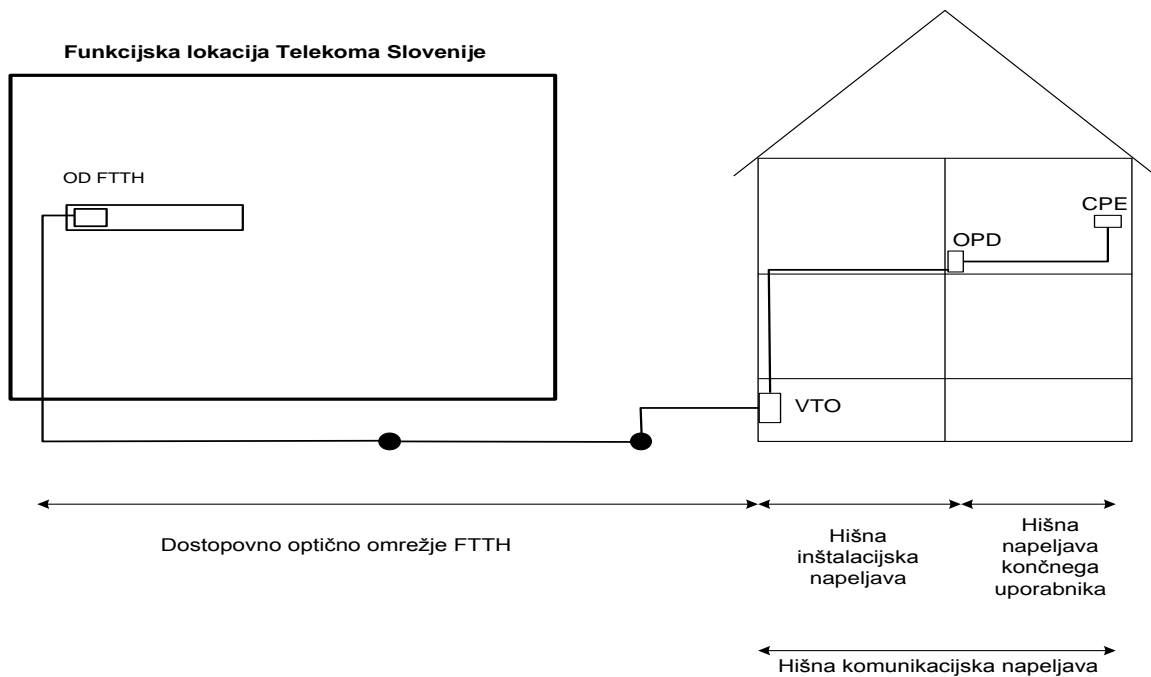 Funkcijska lokacija Telekoma Slovenije
OD FTTH
CPE
OPD
VTO
Dostopovno optično omrežje FTTH
Hišna
inštalacijska
napeljava
Hišna
napeljava
končnega
uporabnika
Hišna komunikacijska napeljava